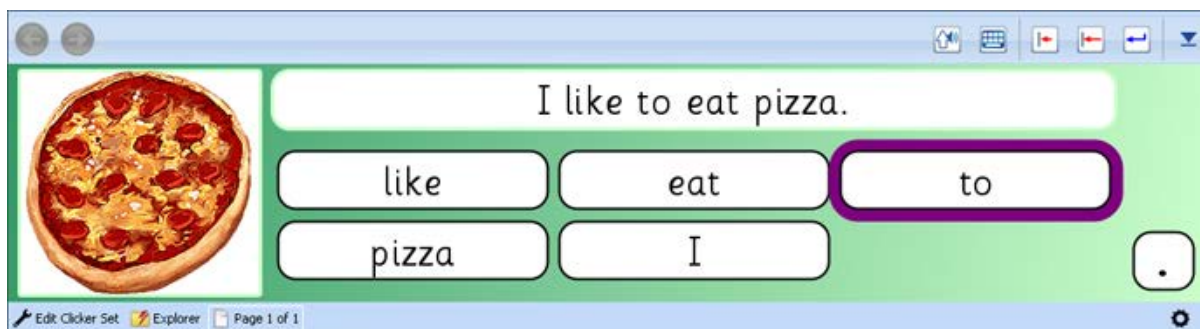 I like to eat pizza.
like eat to
pizza I .
Edit Clicker Set Explorer Page 1 of 1